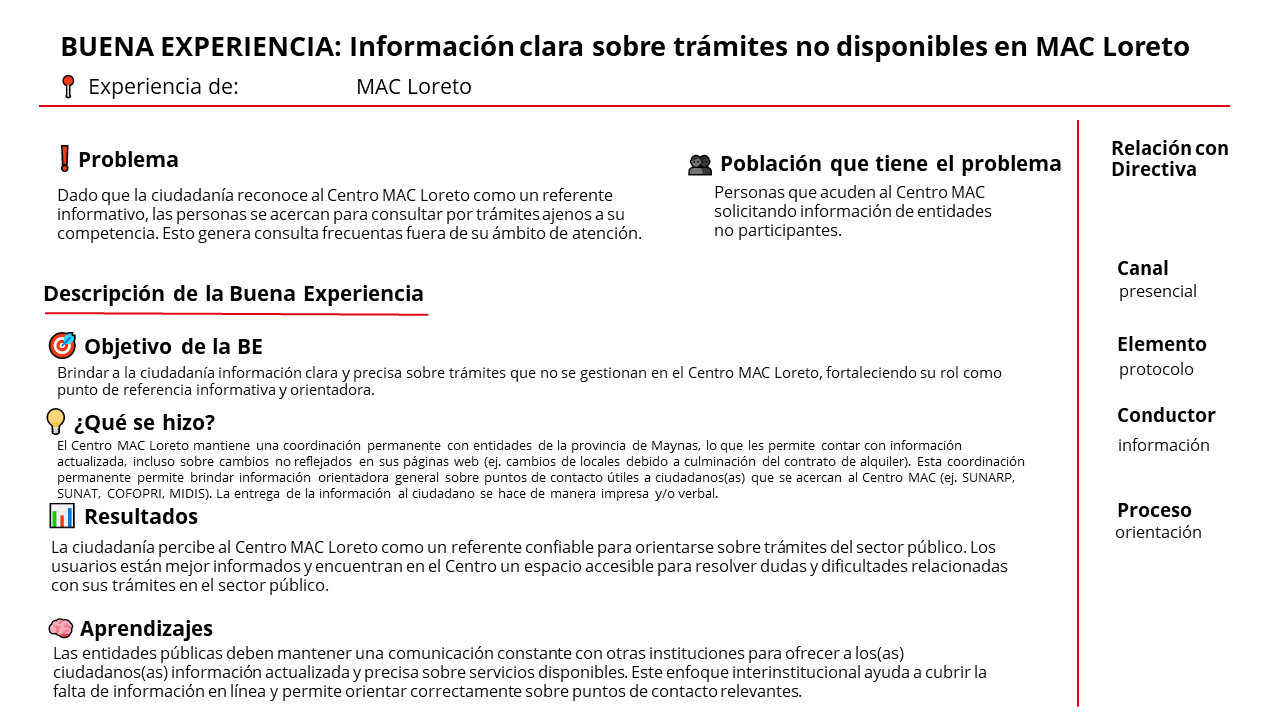 BUENA EXPERIENCIA: Información clara sobre trámites no disponibles en MAC Loreto
Experiencia de: MAC Loreto
Problema
Dado que la ciudadanía reconoce al Centro MAC Loreto como un referente
informativo, las personas se acercan para consultar por trámites ajenos a su
competencia. Esto genera consulta frecuentas fuera de su ámbito de atención.
Población que tiene el problema
Personas que acuden al Centro MAC
solicitando información de entidades
no participantes.
Descripción de la Buena Experiencia
Objetivo de la BE
Brindar a la ciudadanía información clara y precisa sobre trámites que no se gestionan en el Centro MAC Loreto, fortaleciendo su rol como
punto de referencia informativa y orientadora.
¿Qué se hizo?
El Centro MAC Loreto mantiene una coordinación permanente con entidades de la provincia de Maynas, lo que les permite contar con información
actualizada, incluso sobre cambios no reflejados en sus páginas web (ej. cambios de locales debido a culminación del contrato de alquiler). Esta coordinación
permanente permite brindar información orientadora general sobre puntos de contacto útiles a ciudadanos(as) que se acercan al Centro MAC (ej. SUNARP,
SUNAT, COFOPRI, MIDIS). La entrega de la información al ciudadano se hace de manera impresa y/o verbal.
Resultados
La ciudadanía percibe al Centro MAC Loreto como un referente confiable para orientarse sobre trámites del sector público. Los
usuarios están mejor informados y encuentran en el Centro un espacio accesible para resolver dudas y dificultades relacionadas
con sus trámites en el sector público.
Aprendizajes
Las entidades públicas deben mantener una comunicación constante con otras instituciones para ofrecer a los(as)
ciudadanos(as) información actualizada y precisa sobre servicios disponibles. Este enfoque interinstitucional ayuda a cubrir la
falta de información en línea y permite orientar correctamente sobre puntos de contacto relevantes.
Relación con
Directiva
Canal
presencial
Elemento
protocolo
Conductor
información
Proceso
orientación